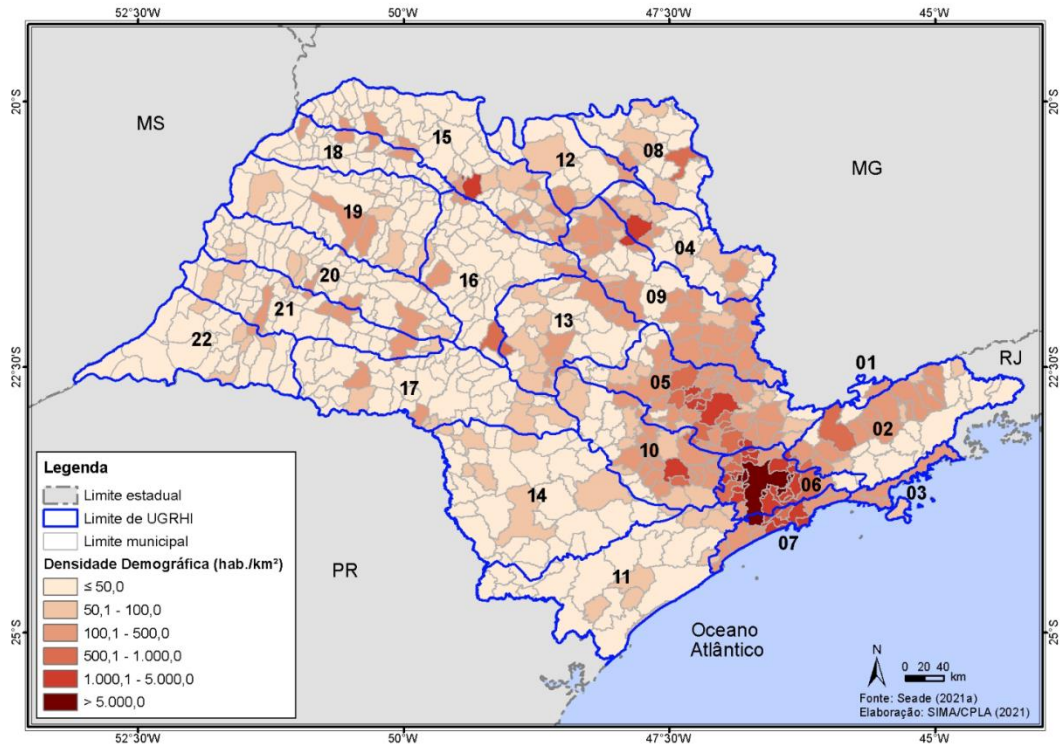 52°30'W 50°W 47°30'W 45°W
20°S 20°S
MS
15
18
12
08
MG
19
04
20
16
09
21
13
22
22°30'S 22°30'S
RJ
01
05
17
02
10
06
03
14
07
PR
11
25°S 25°S
Oceano
Atlântico
Legenda
Limite estadual
Limite de UGRHI
Limite municipal
Densidade Demográfica (hab./km²)
≤ 50,0
50,1 - 100,0
100,1 - 500,0
500,1 - 1.000,0
1.000,1 - 5.000,0
> 5.000,0
N
0 20 40
km
Fonte: Seade (2021a)
Elaboração: SIMA/CPLA (2021)
52°30'W 50°W 47°30'W 45°W